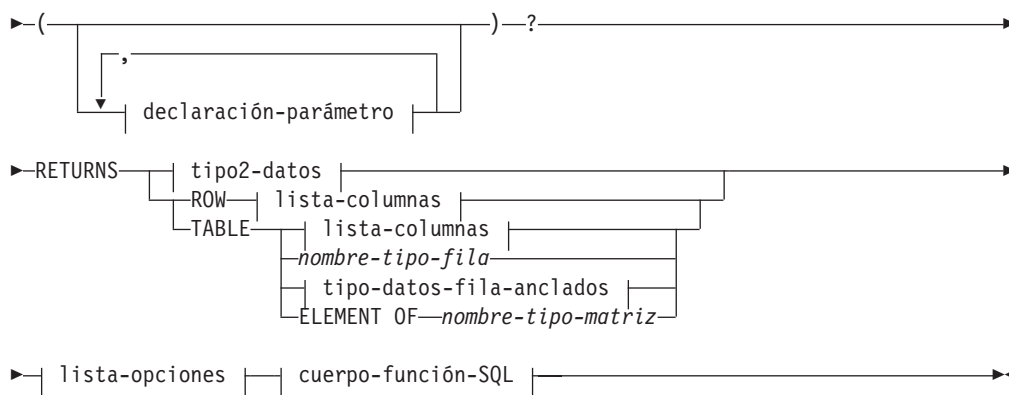 ( ) ?
,
declaración-parámetro
RETURNS tipo2-datos
ROW lista-columnas
TABLE lista-columnas
nombre-tipo-fila
tipo-datos-fila-anclados
ELEMENT OF nombre-tipo-matriz
lista-opciones cuerpo-función-SQL